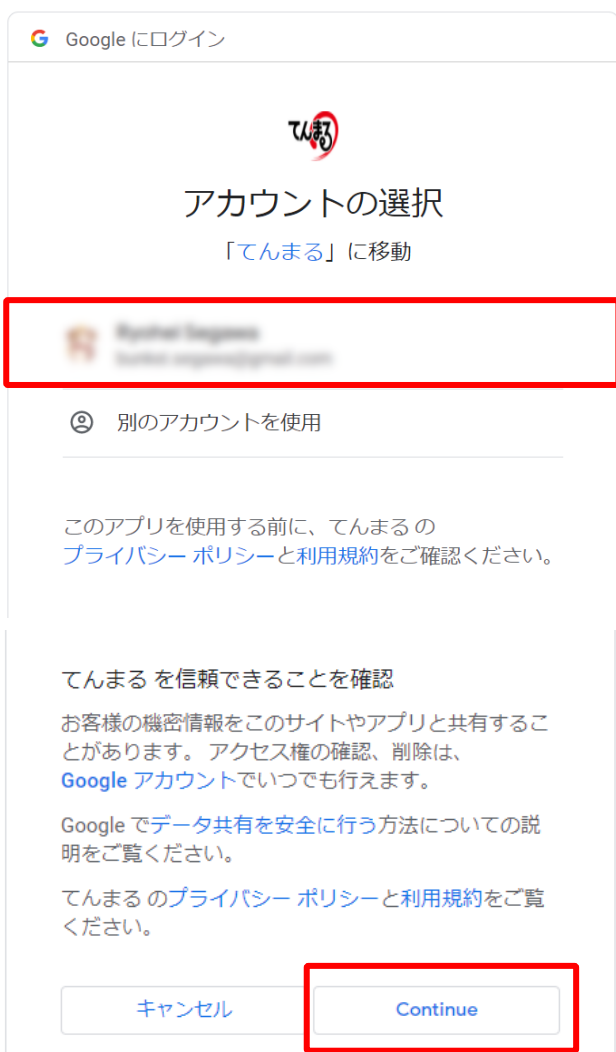 Google にログイン
てんまる
アカウントの選択
「てんまる」に移動
別のアカウントを使用
このアプリを使用する前に、てんまる の
プライバシー ポリシーと利用規約をご確認ください。
てんまる を信頼できることを確認
お客様の機密情報をこのサイトやアプリと共有するこ
とがあります。 アクセス権の確認、削除は、
Google アカウントでいつでも行えます。
Google でデータ共有を安全に行う方法についての説
明をご覧ください。
てんまる のプライバシー ポリシーと利用規約をご覧
ください。
キャンセル
Continue